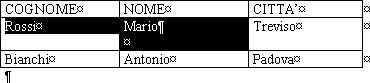 COGNOME¤ NOME¤ CITTA'¤ ¤
Rossi¤ Mario¶ Treviso¤ ¤
¤
Bianchi¤ Antonio¤ Padova¤ ¤
¶